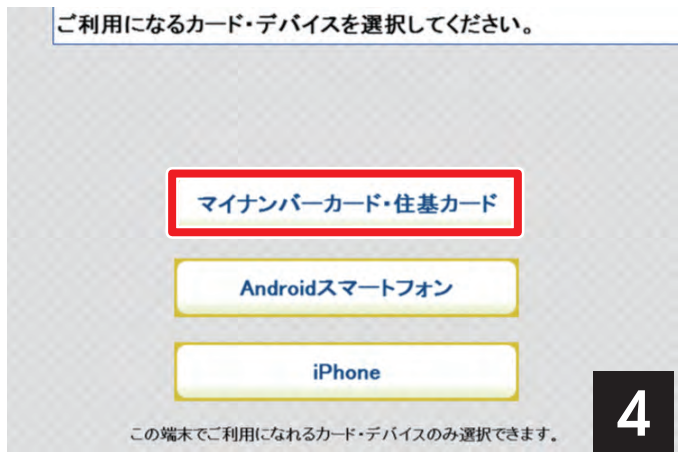 ご利用になるカード・デバイスを選択してください。
マイナンバーカード・住基カード
Androidスマートフォン
iPhone
この端末でご利用になれるカード・デバイスのみ選択できます。
4